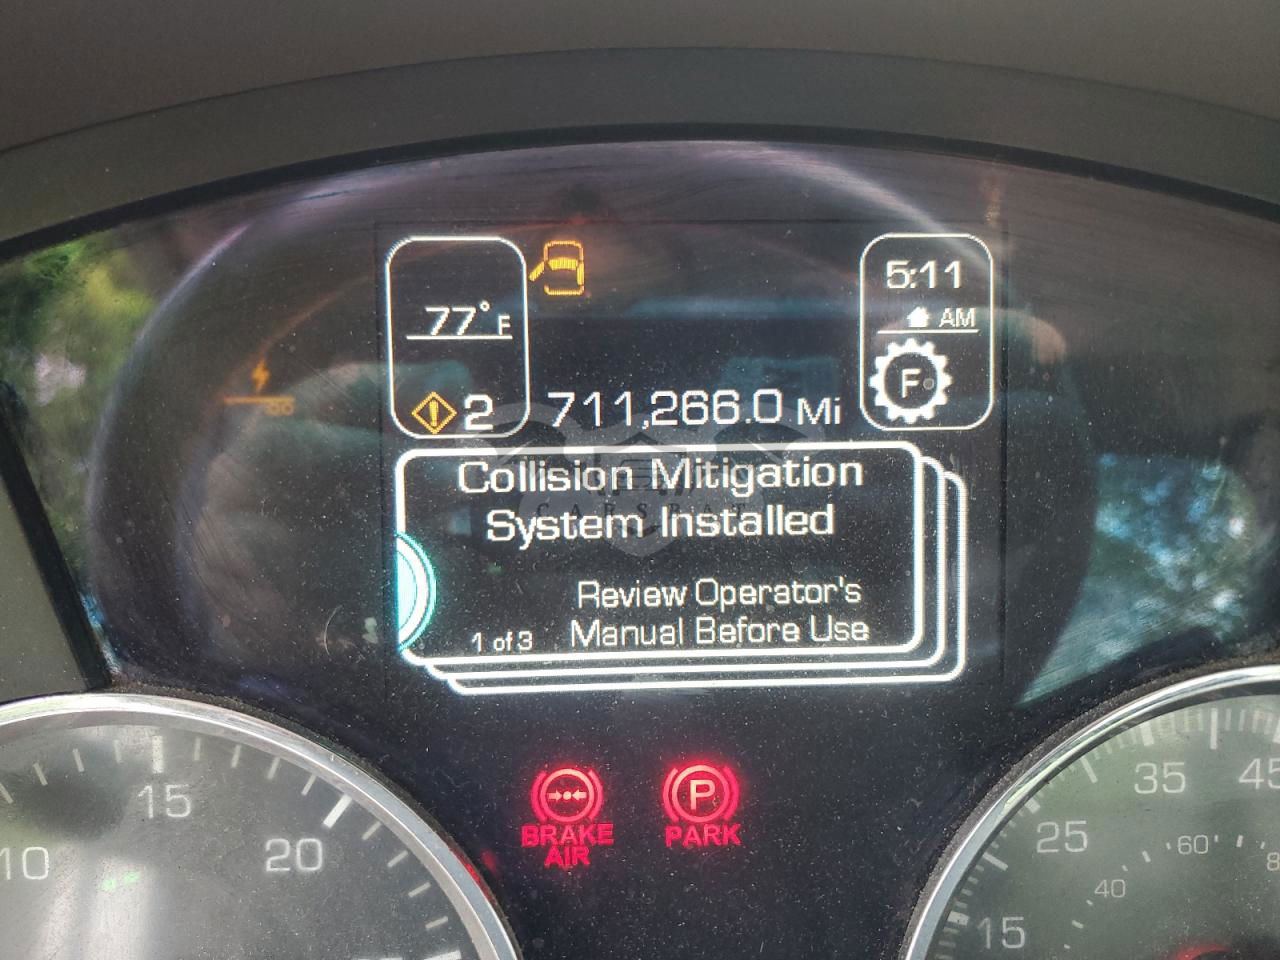 77°F
5:11
AM
F
2
711,266.0 Mi
Collision Mitigation
System Installed
CARSBAT
Review Operator's
1 of 3 Manual Before Use
P
BRAKE
AIR
PARK
10
15
20
15
25
35
45
40
60